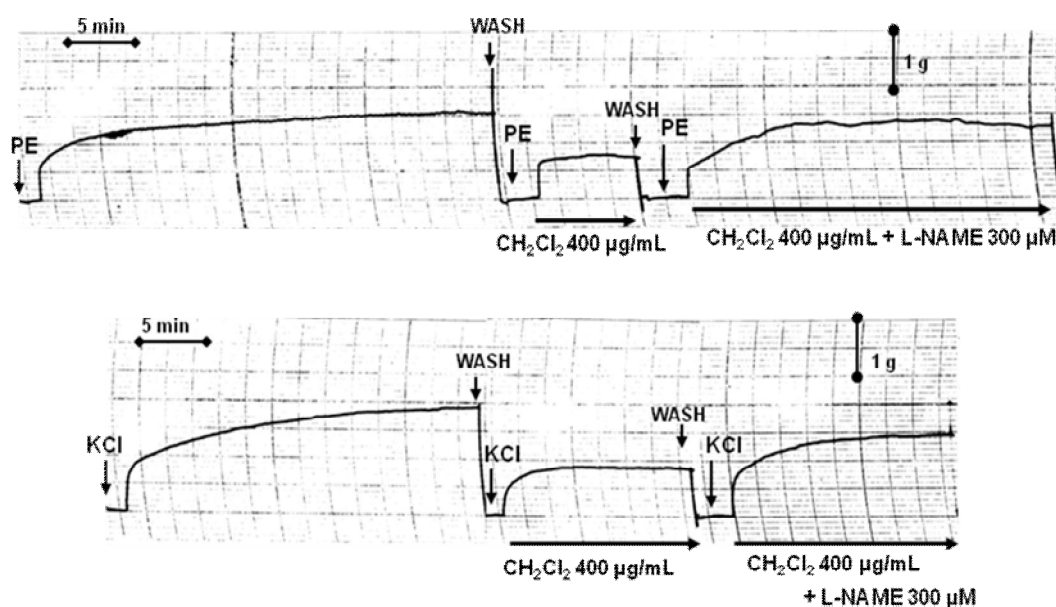 5 min
WASH
1 g
PE
PE
WASH
PE
CH₂Cl₂ 400 µg/mL
CH₂Cl₂ 400 µg/mL + L-NAME 300 µM
5 min
WASH
1 g
KCl
KCl
WASH
KCl
CH₂Cl₂ 400 µg/mL
CH₂Cl₂ 400 µg/mL
+ L-NAME 300 µM